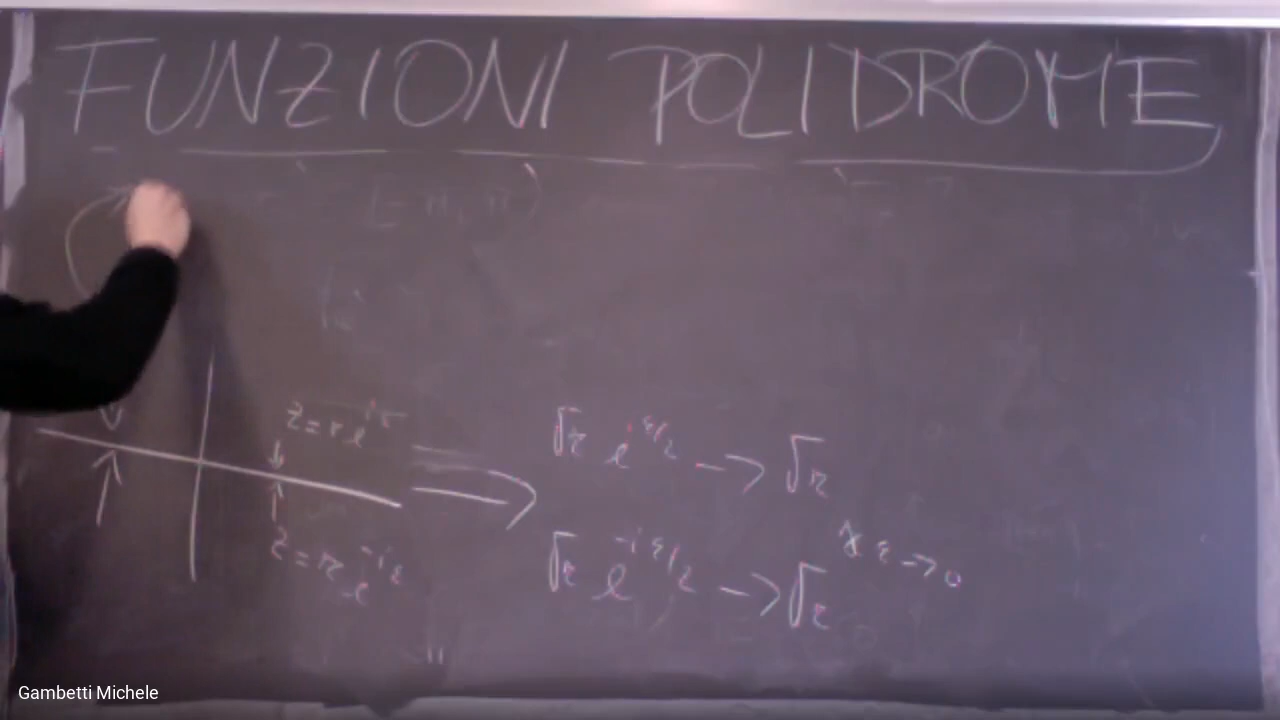 FUNZIONI POLIDROME
[-π, π)
z = r e^{iε} ⟹ √r e^{iε/2} → √r
z = r e^{-iε} √r e^{-iε/2} → √r
ε → 0
Gambetti Michele